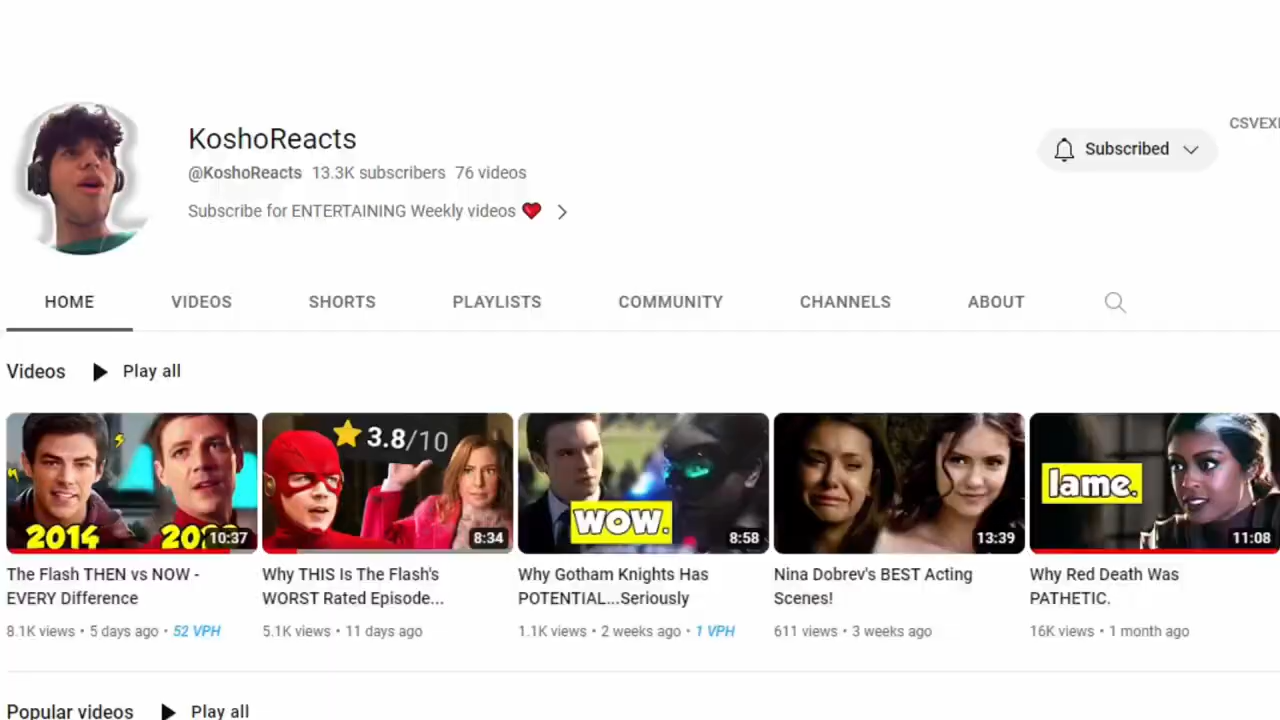 CSVEX
KoshoReacts
@KoshoReacts 13.3K subscribers 76 videos
Subscribed
Subscribe for ENTERTAINING Weekly videos ❤️
HOME VIDEOS SHORTS PLAYLISTS COMMUNITY CHANNELS ABOUT
Videos Play all
2014
10:37
3.8/10
8:34
WOW.
8:58
13:39
lame.
11:08
The Flash THEN vs NOW -
EVERY Difference
8.1K views • 5 days ago • 52 VPH
Why THIS Is The Flash's
WORST Rated Episode...
5.1K views • 11 days ago
Why Gotham Knights Has
POTENTIAL...Seriously
1.1K views • 2 weeks ago • 1 VPH
Nina Dobrev's BEST Acting
Scenes!
611 views • 3 weeks ago
Why Red Death Was
PATHETIC.
16K views • 1 month ago
Popular videos Play all